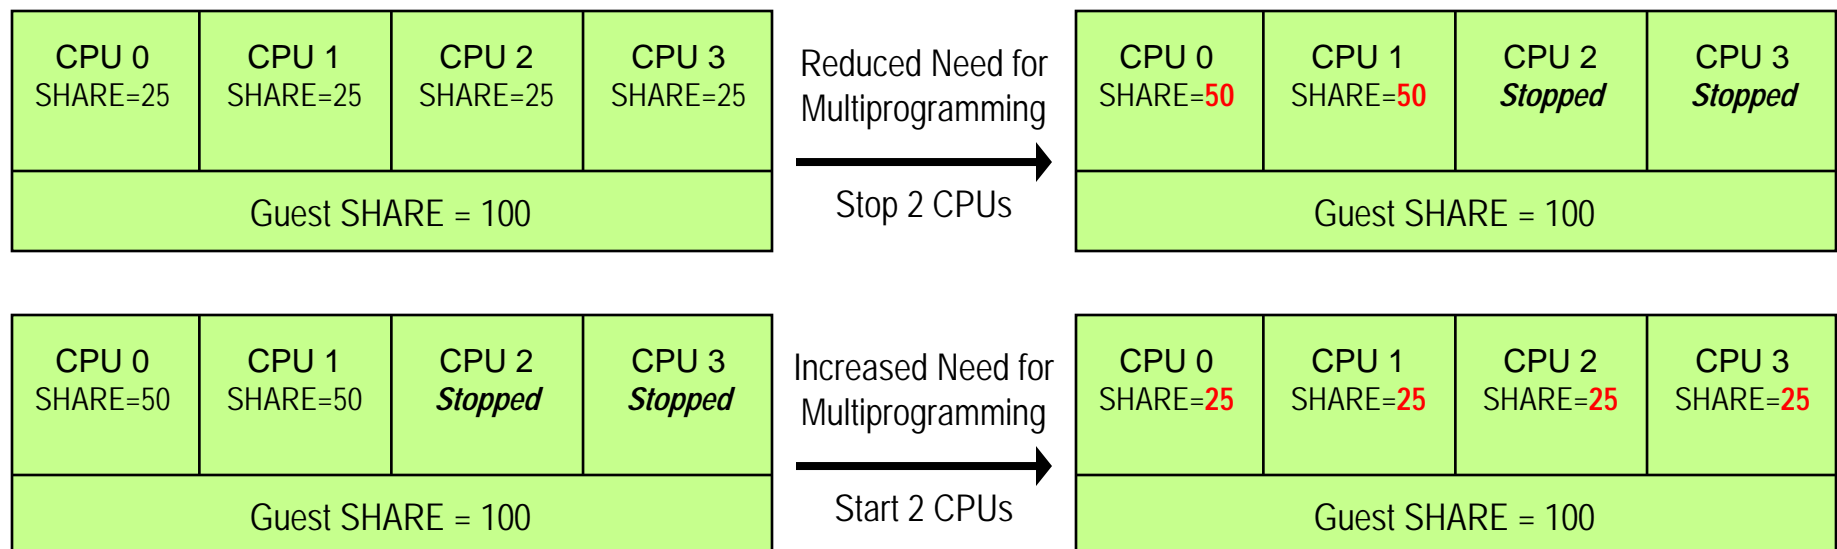 CPU 0
SHARE=25
CPU 1
SHARE=25
CPU 2
SHARE=25
CPU 3
SHARE=25
Guest SHARE = 100
Reduced Need for
Multiprogramming
Stop 2 CPUs
CPU 0
SHARE=50
CPU 1
SHARE=50
CPU 2
Stopped
CPU 3
Stopped
Guest SHARE = 100
CPU 0
SHARE=50
CPU 1
SHARE=50
CPU 2
Stopped
CPU 3
Stopped
Guest SHARE = 100
Increased Need for
Multiprogramming
Start 2 CPUs
CPU 0
SHARE=25
CPU 1
SHARE=25
CPU 2
SHARE=25
CPU 3
SHARE=25
Guest SHARE = 100